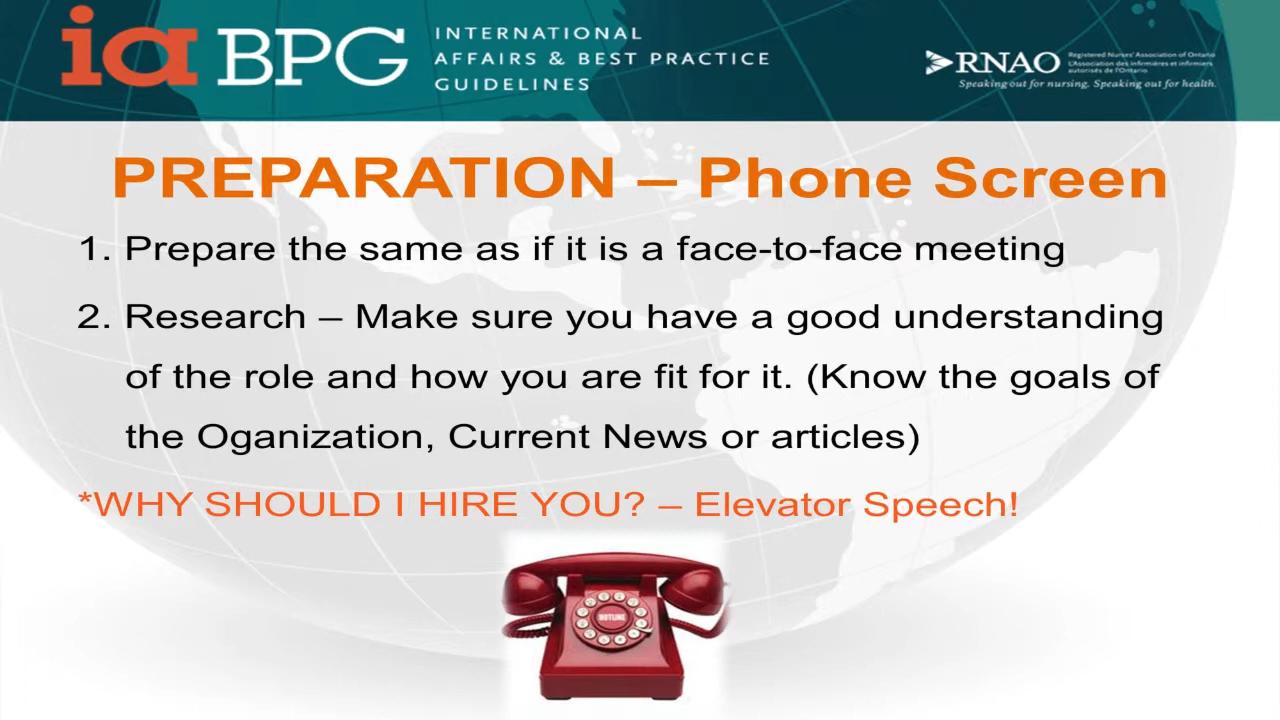 ia BPG INTERNATIONAL
AFFAIRS & BEST PRACTICE
GUIDELINES
RNAO Registered Nurses' Association of Ontario
L'Association des infirmières et infirmiers
autorisés de l'Ontario
Speaking out for nursing. Speaking out for health.
PREPARATION – Phone Screen
1. Prepare the same as if it is a face-to-face meeting
2. Research – Make sure you have a good understanding
of the role and how you are fit for it. (Know the goals of
the Oganization, Current News or articles)
*WHY SHOULD I HIRE YOU? – Elevator Speech!
HOTLINE